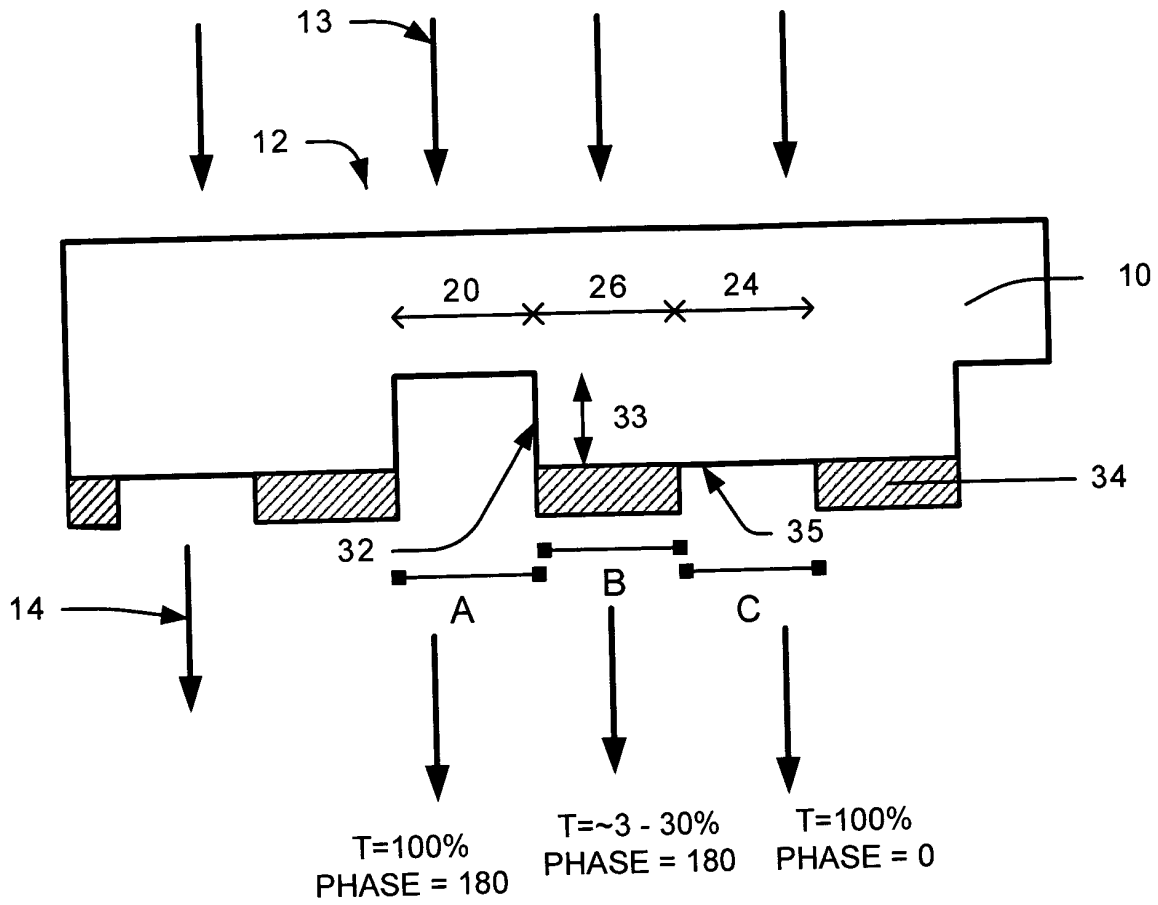 13
12
20 26 24
10
33
34
32
35
14
A
B
C
T=100%
PHASE = 180
T=~3 - 30%
PHASE = 180
T=100%
PHASE = 0